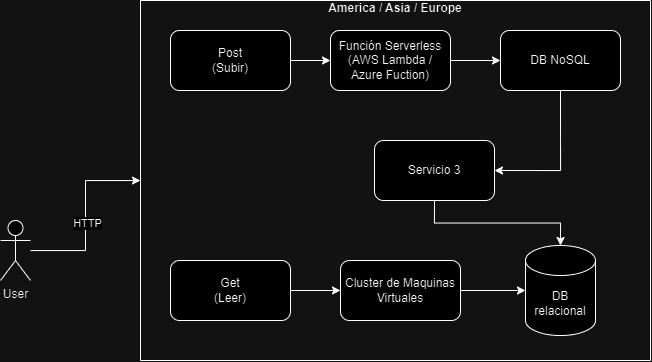 America / Asia / Europe
Post
(Subir)
Función Serverless
(AWS Lambda /
Azure Fuction)
DB NoSQL
Servicio 3
HTTP
User
Get
(Leer)
Cluster de Maquinas
Virtuales
DB
relacional